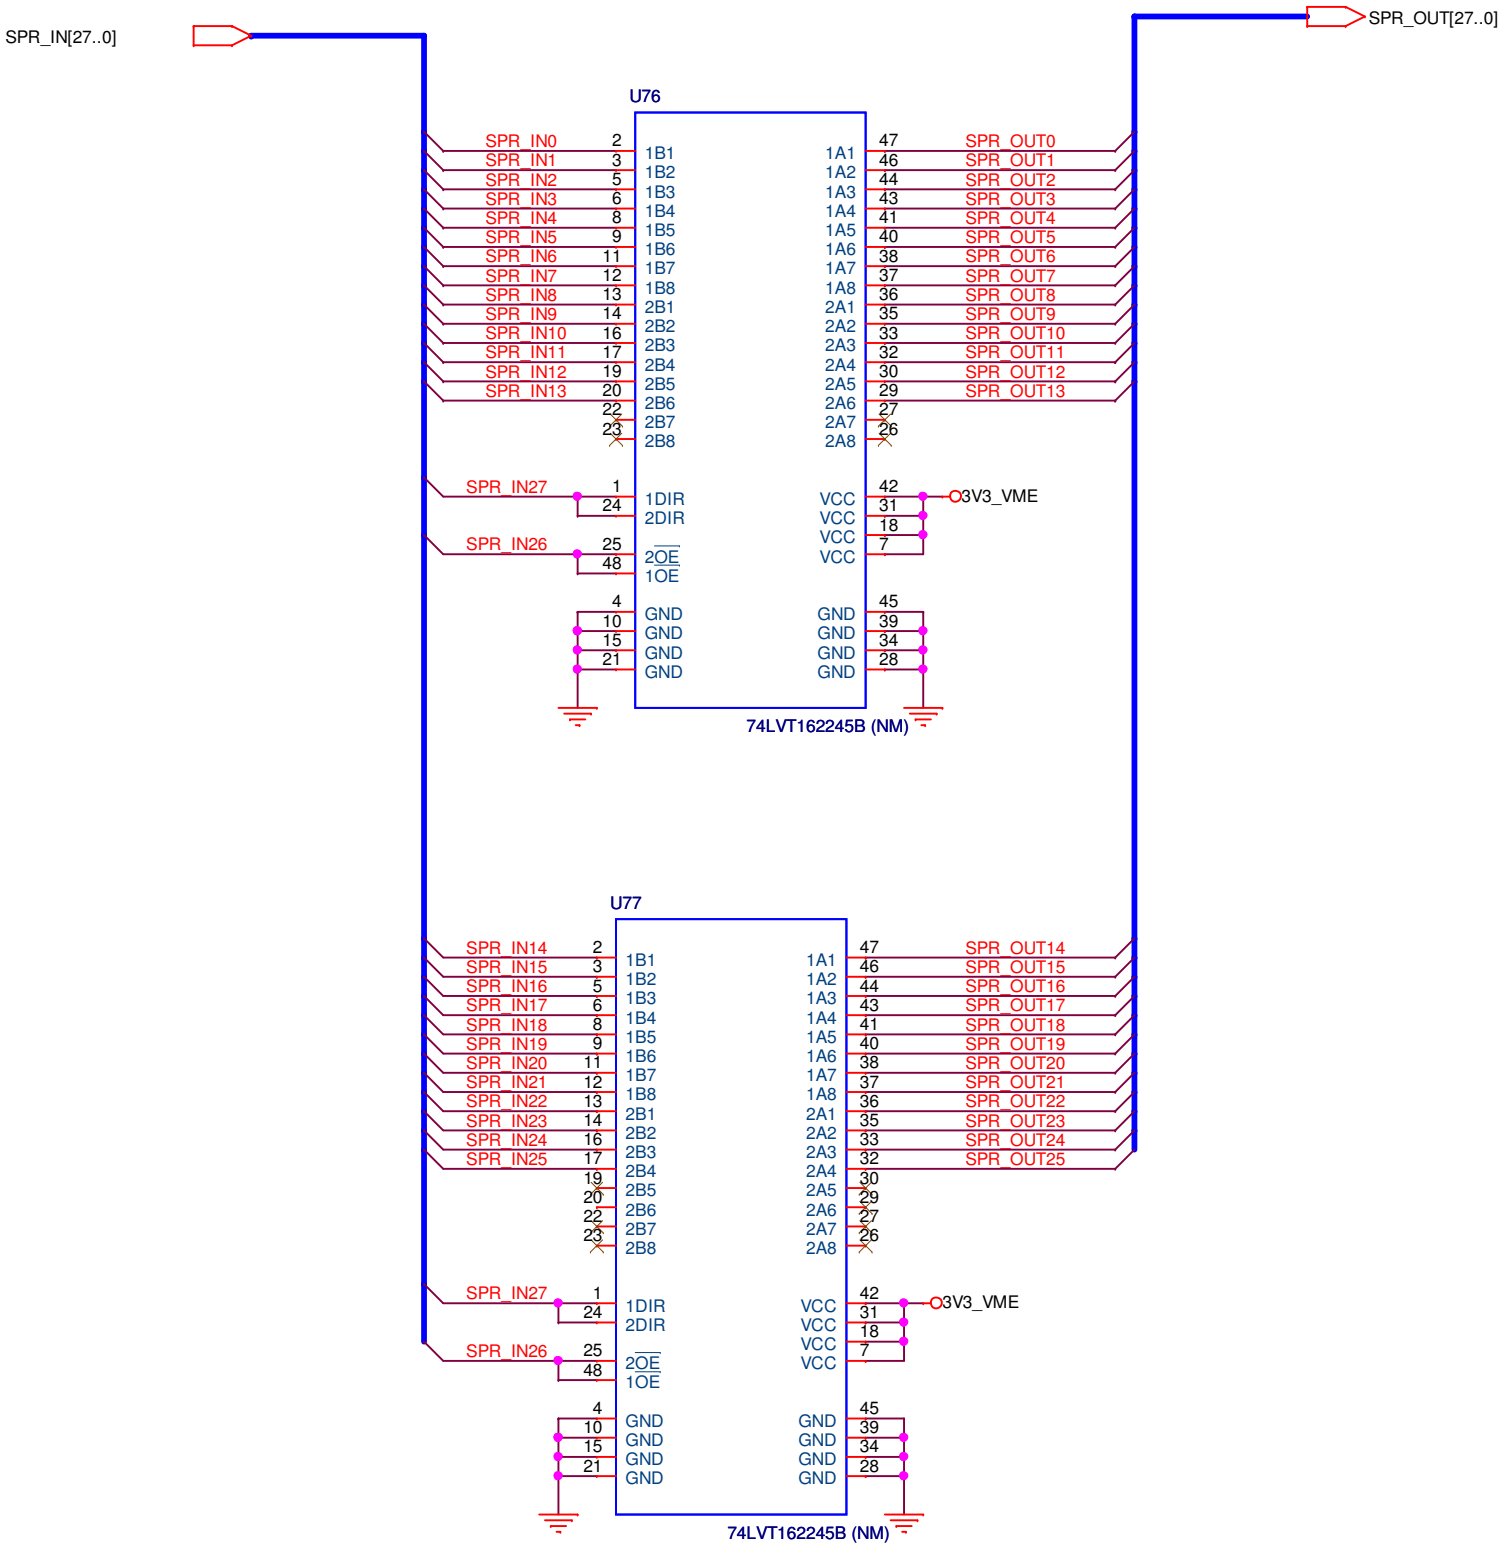 SPR_IN[27..0]
SPR_OUT[27..0]
U76
SPR_IN0 2 1B1 1A1 47 SPR_OUT0
SPR_IN1 3 1B2 1A2 46 SPR_OUT1
SPR_IN2 5 1B3 1A3 44 SPR_OUT2
SPR_IN3 6 1B4 1A4 43 SPR_OUT3
SPR_IN4 8 1B5 1A5 41 SPR_OUT4
SPR_IN5 9 1B6 1A6 40 SPR_OUT5
SPR_IN6 11 1B7 1A7 38 SPR_OUT6
SPR_IN7 12 1B8 1A8 37 SPR_OUT7
SPR_IN8 13 2B1 2A1 36 SPR_OUT8
SPR_IN9 14 2B2 2A2 35 SPR_OUT9
SPR_IN10 16 2B3 2A3 33 SPR_OUT10
SPR_IN11 17 2B4 2A4 32 SPR_OUT11
SPR_IN12 19 2B5 2A5 30 SPR_OUT12
SPR_IN13 20 2B6 2A6 29 SPR_OUT13
22 2B7 2A7 27
23 2B8 2A8 26
SPR_IN27 1 1DIR VCC 42 3V3_VME
24 2DIR VCC 31
VCC 18
SPR_IN26 25 2OE VCC 7
48 1OE
4 GND GND 45
10 GND GND 39
15 GND GND 34
21 GND GND 28
74LVT162245B (NM)
U77
SPR_IN14 2 1B1 1A1 47 SPR_OUT14
SPR_IN15 3 1B2 1A2 46 SPR_OUT15
SPR_IN16 5 1B3 1A3 44 SPR_OUT16
SPR_IN17 6 1B4 1A4 43 SPR_OUT17
SPR_IN18 8 1B5 1A5 41 SPR_OUT18
SPR_IN19 9 1B6 1A6 40 SPR_OUT19
SPR_IN20 11 1B7 1A7 38 SPR_OUT20
SPR_IN21 12 1B8 1A8 37 SPR_OUT21
SPR_IN22 13 2B1 2A1 36 SPR_OUT22
SPR_IN23 14 2B2 2A2 35 SPR_OUT23
SPR_IN24 16 2B3 2A3 33 SPR_OUT24
SPR_IN25 17 2B4 2A4 32 SPR_OUT25
19 2B5 2A5 30
20 2B6 2A6 29
22 2B7 2A7 27
23 2B8 2A8 26
SPR_IN27 1 1DIR VCC 42 3V3_VME
24 2DIR VCC 31
VCC 18
SPR_IN26 25 2OE VCC 7
48 1OE
4 GND GND 45
10 GND GND 39
15 GND GND 34
21 GND GND 28
74LVT162245B (NM)